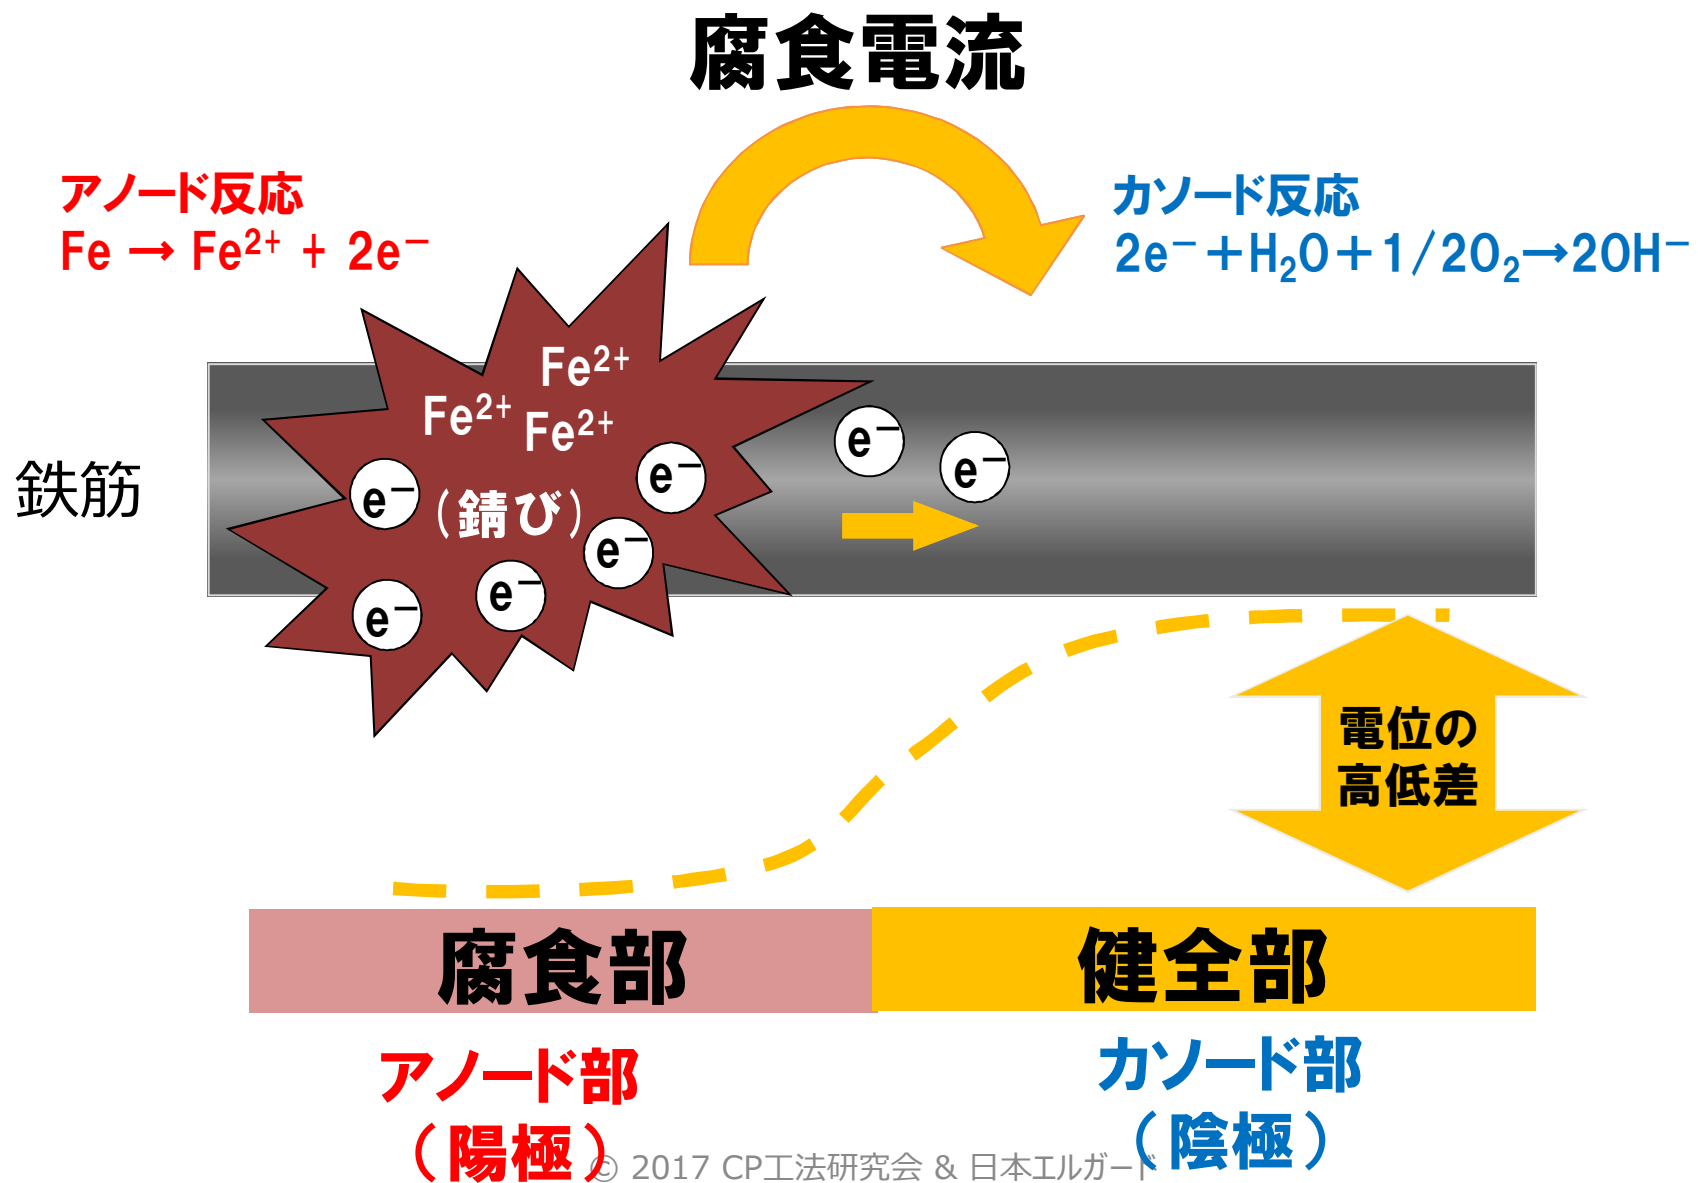 腐食電流
アノード反応
Fe → Fe²⁺ + 2e⁻
カソード反応
2e⁻+H₂O+1/2O₂→2OH⁻
Fe²⁺
Fe²⁺
Fe²⁺
e⁻
e⁻
e⁻
e⁻
(錆び)
e⁻
e⁻
e⁻
鉄筋
電位の
高低差
腐食部
健全部
アノード部
(陽極)
カソード部
(陰極)
© 2017 CP工法研究会 & 日本エルガード